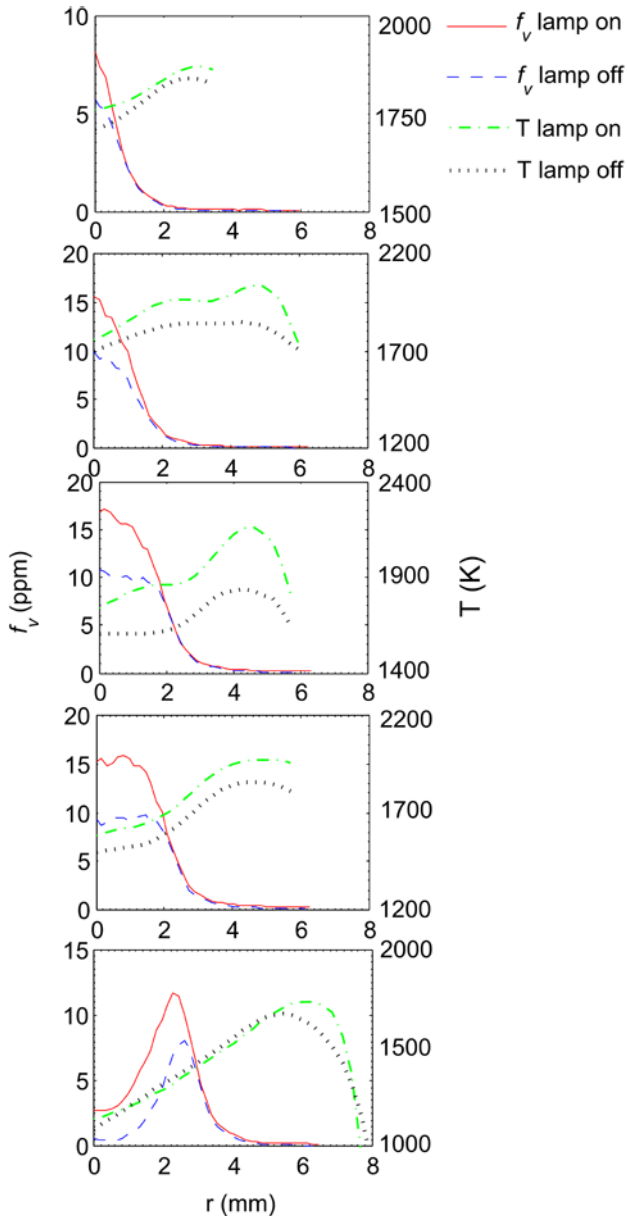 10 2000 f_v lamp on
f_v lamp off
5 1750 T lamp on
T lamp off
0 1500
0 2 4 6 8
20 2200
15
10 1700
5
0 1200
0 2 4 6 8
20 2400
15
10 1900
5
0 1400
0 2 4 6 8
f_v (ppm)
T (K)
20 2200
15
10 1700
5
0 1200
0 2 4 6 8
15 2000
10
1500
5
0 1000
0 2 4 6 8
r (mm)